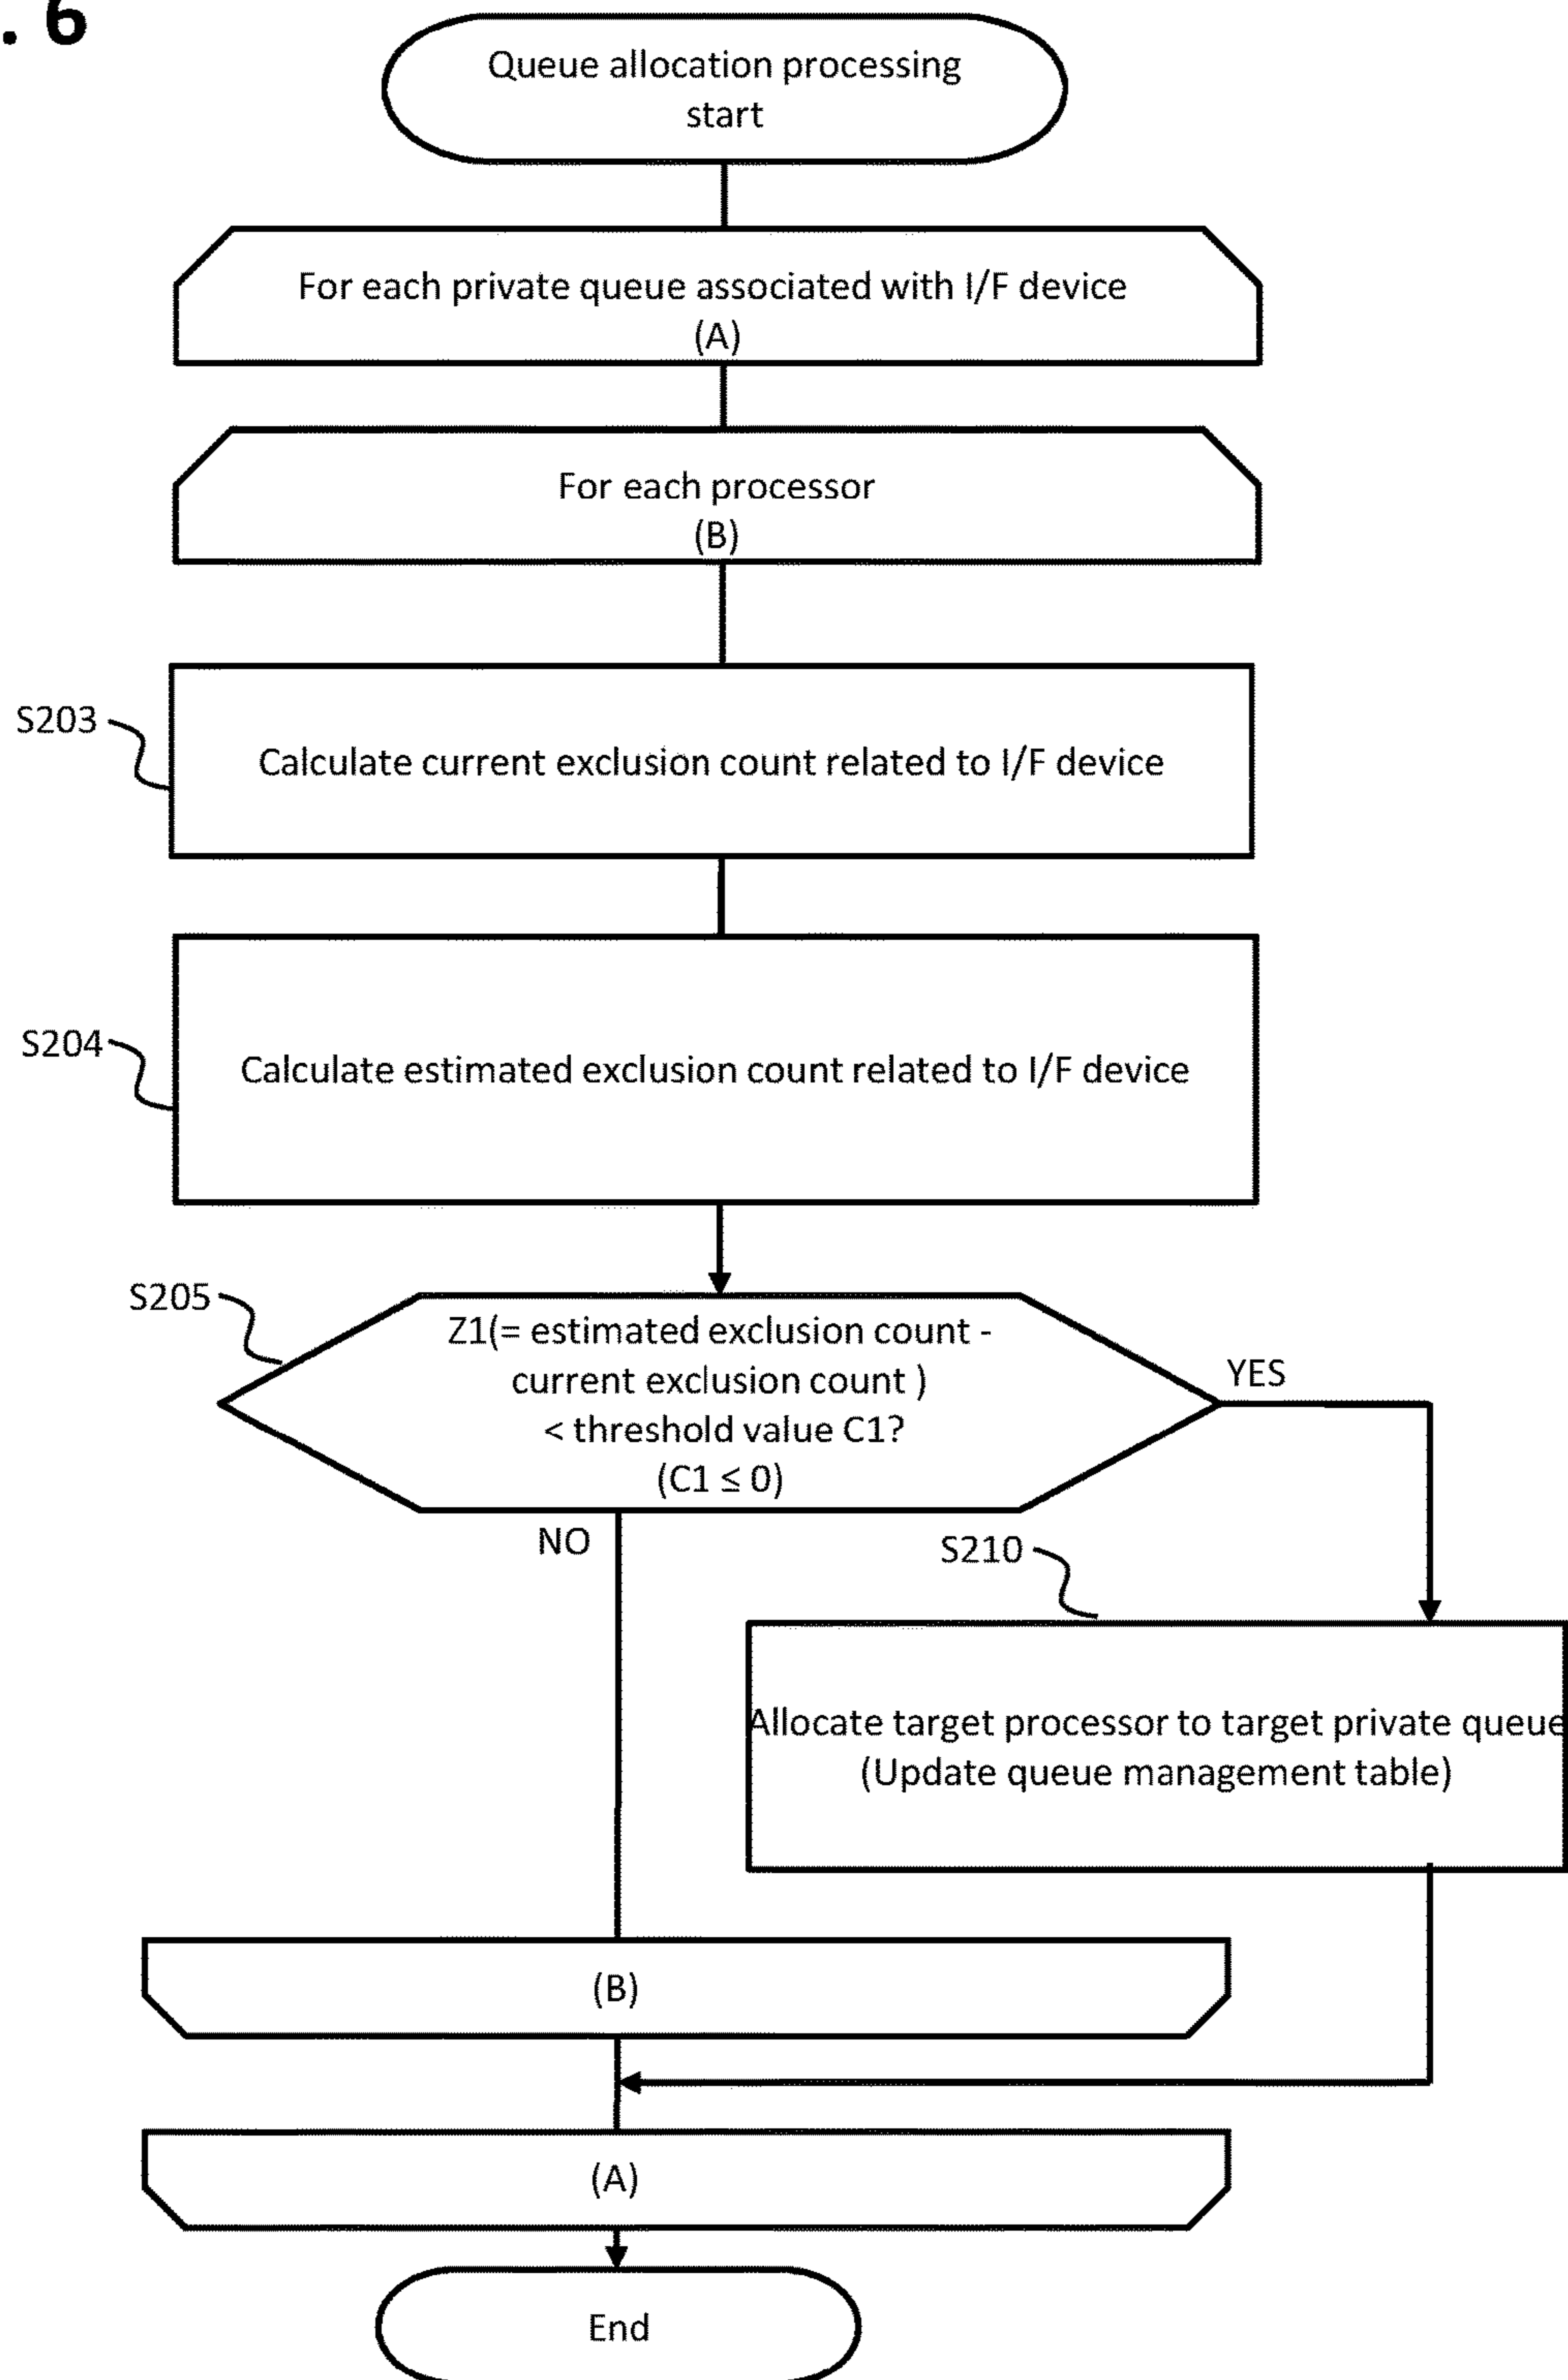 . 6
Queue allocation processing
start
For each private queue associated with I/F device
(A)
For each processor
(B)
S203
Calculate current exclusion count related to I/F device
S204
Calculate estimated exclusion count related to I/F device
S205
Z1(= estimated exclusion count -
current exclusion count )
< threshold value C1?
(C1 ≤ 0)
YES
NO
S210
Allocate target processor to target private queue
(Update queue management table)
(B)
(A)
End